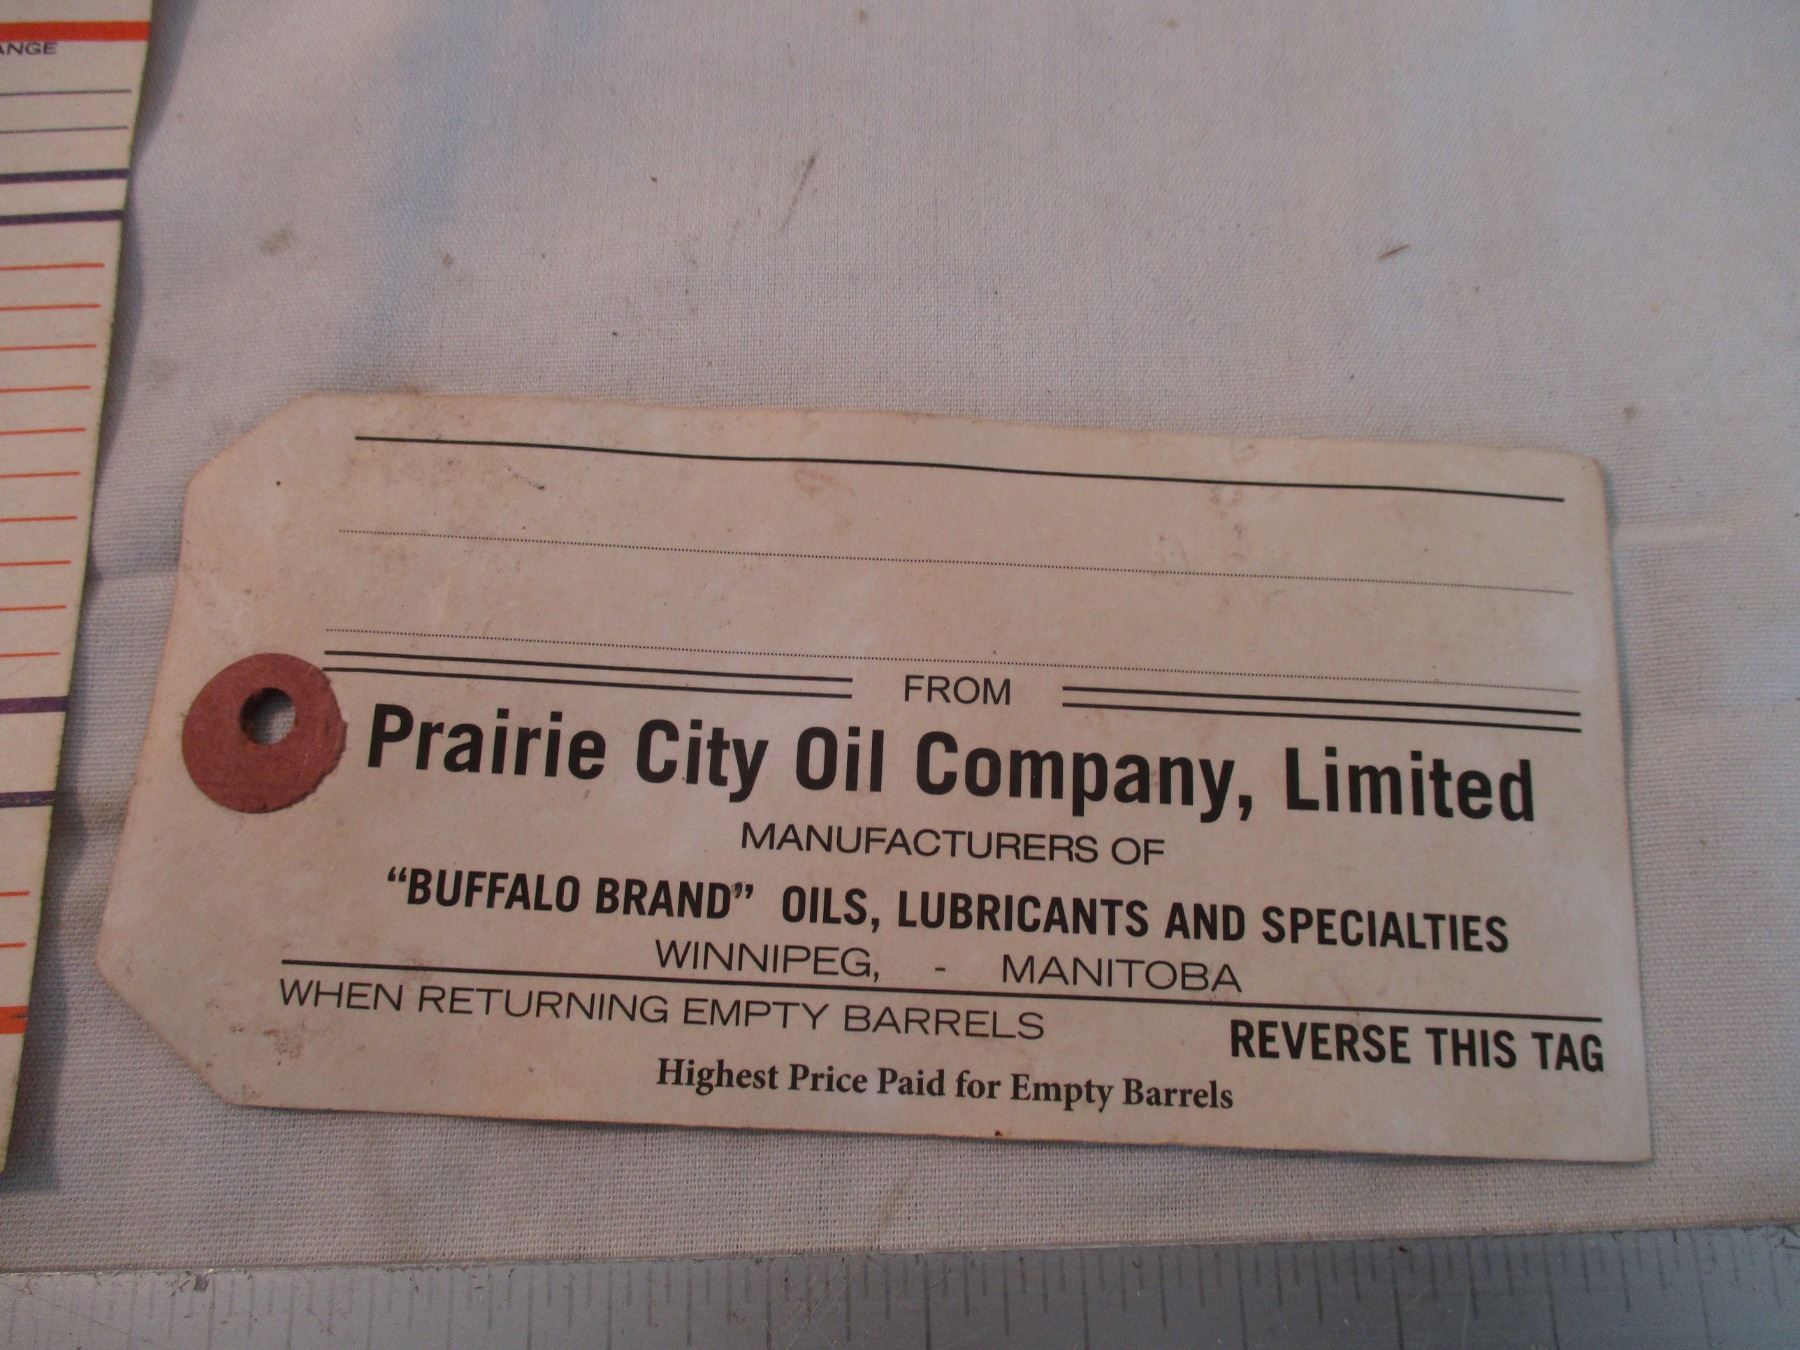 ANGE
FROM
Prairie City Oil Company, Limited
MANUFACTURERS OF
“BUFFALO BRAND” OILS, LUBRICANTS AND SPECIALTIES
WINNIPEG, - MANITOBA
WHEN RETURNING EMPTY BARRELS REVERSE THIS TAG
Highest Price Paid for Empty Barrels